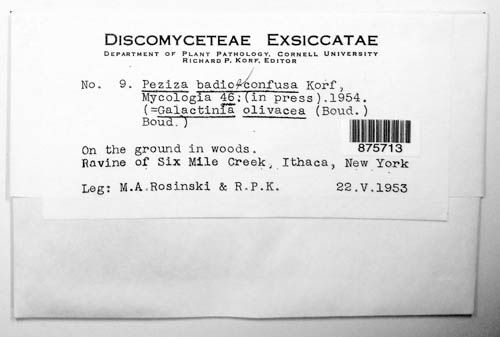 DISCOMYCETEAE EXSICCATAE
DEPARTMENT OF PLANT PATHOLOGY, CORNELL UNIVERSITY
RICHARD P. KORF, EDITOR
No. 9. Peziza badio-confusa Korf,
Mycologia 46:(in press).1954.
(=Galactinia olivacea (Boud.)
Boud.)
875713
On the ground in woods.
Ravine of Six Mile Creek, Ithaca, New York
Leg: M.A.Rosinski & R.P.K. 22.V.1953